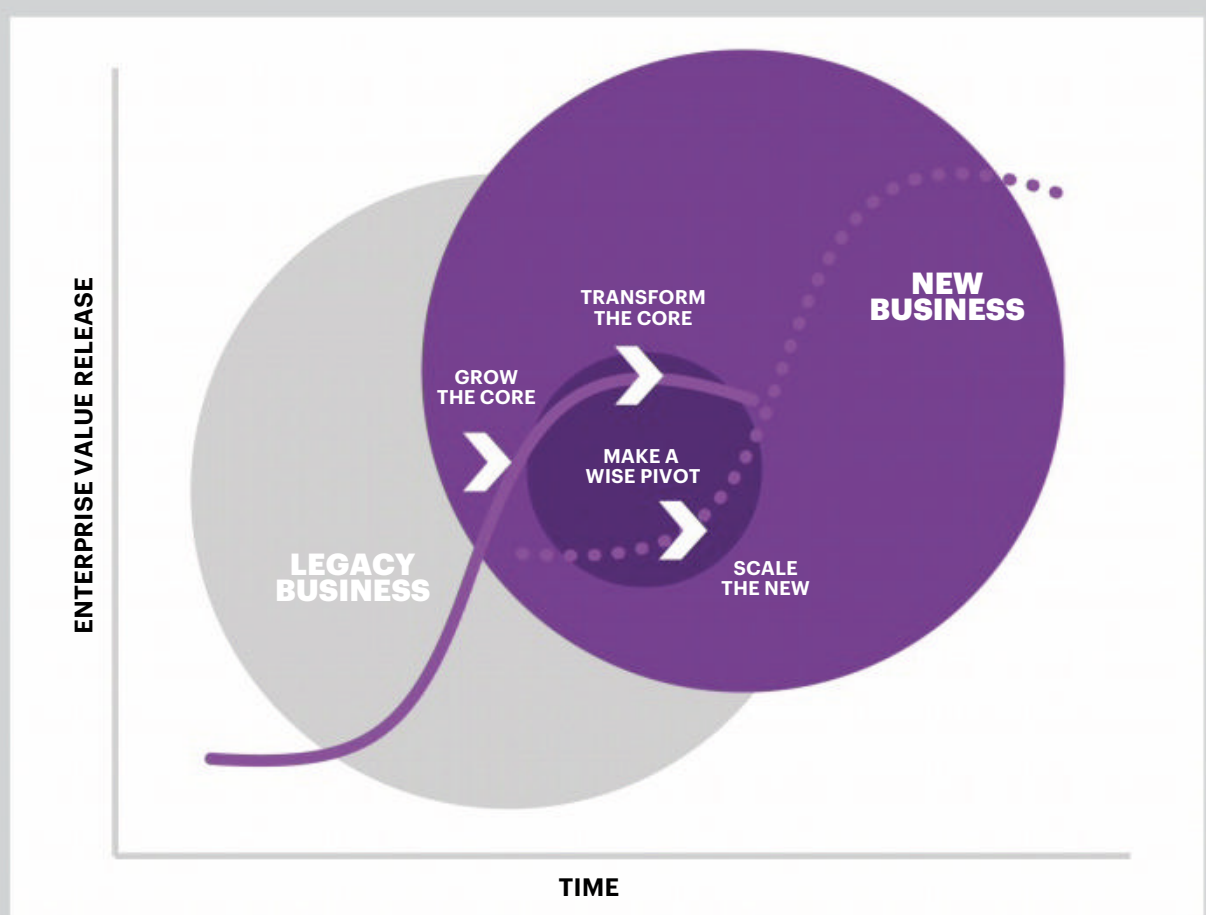 ENTERPRISE VALUE RELEASE
TRANSFORM
THE CORE
NEW
BUSINESS
GROW
THE CORE
MAKE A
WISE PIVOT
LEGACY
BUSINESS
SCALE
THE NEW
TIME